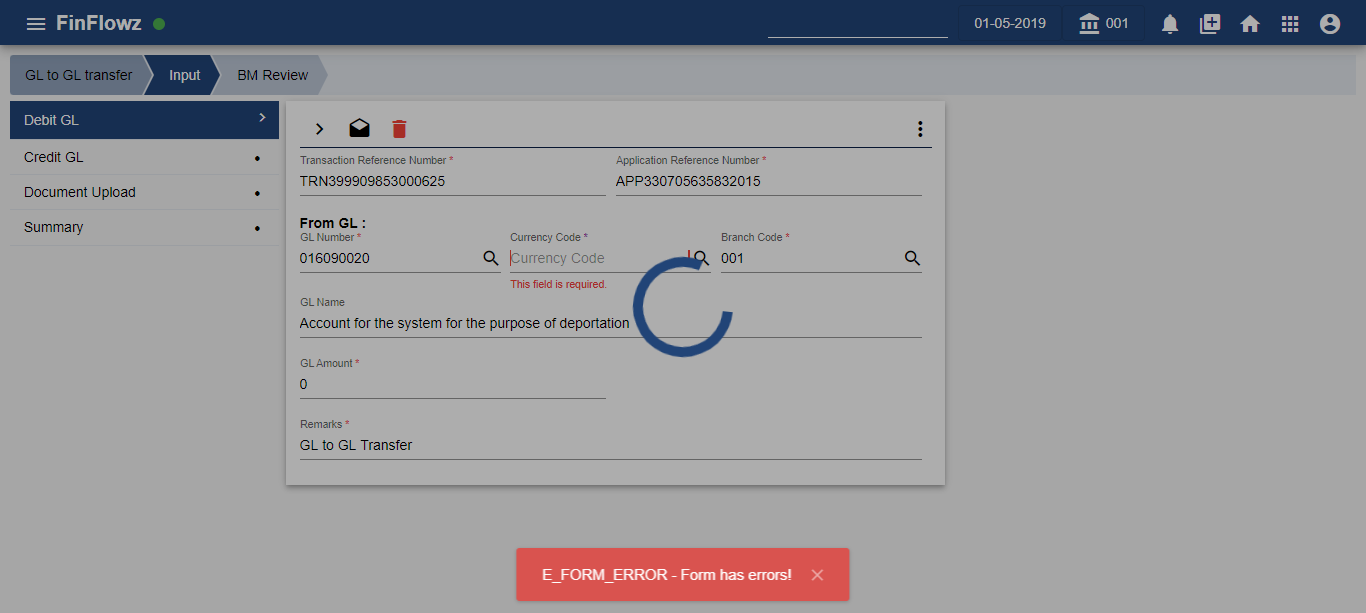 FinFlowz
01-05-2019
001
GL to GL transfer
Input
BM Review
Debit GL
Credit GL
Document Upload
Summary
Transaction Reference Number *
Application Reference Number *
TRN399909853000625
APP330705635832015
From GL :
GL Number *
Currency Code *
Branch Code *
016090020
Currency Code
001
This field is required.
GL Name
Account for the system for the purpose of deportation
GL Amount *
0
Remarks *
GL to GL Transfer
E_FORM_ERROR - Form has errors!